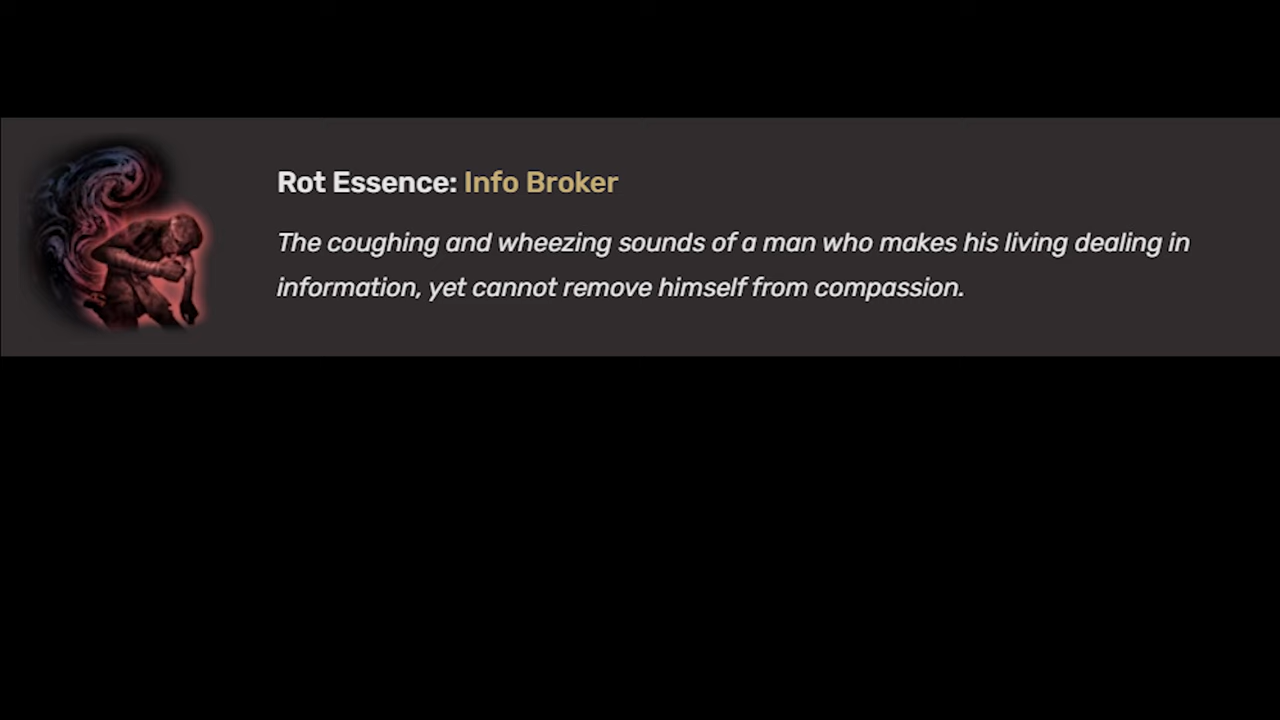 Rot Essence: Info Broker
The coughing and wheezing sounds of a man who makes his living dealing in
information, yet cannot remove himself from compassion.